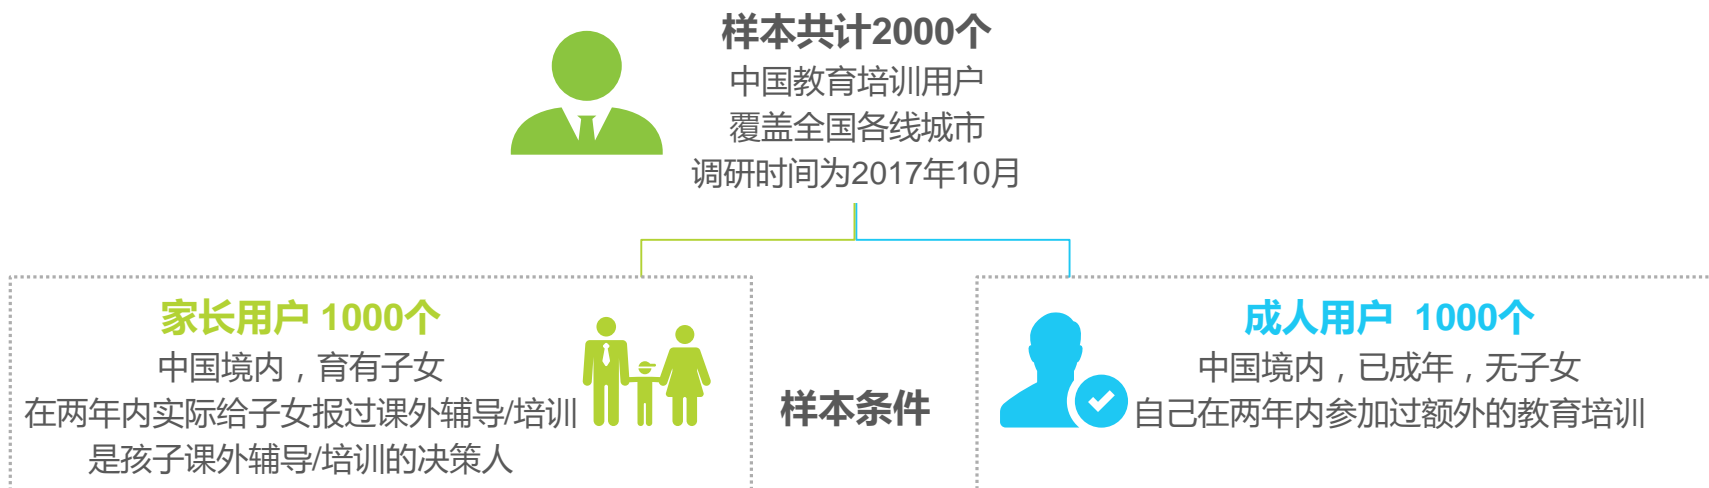 样本共计2000个
中国教育培训用户
覆盖全国各线城市
调研时间为2017年10月
家长用户 1000个
中国境内，育有子女
在两年内实际给子女报过课外辅导/培训
是孩子课外辅导/培训的决策人
样本条件
成人用户 1000个
中国境内，已成年，无子女
自己在两年内参加过额外的教育培训